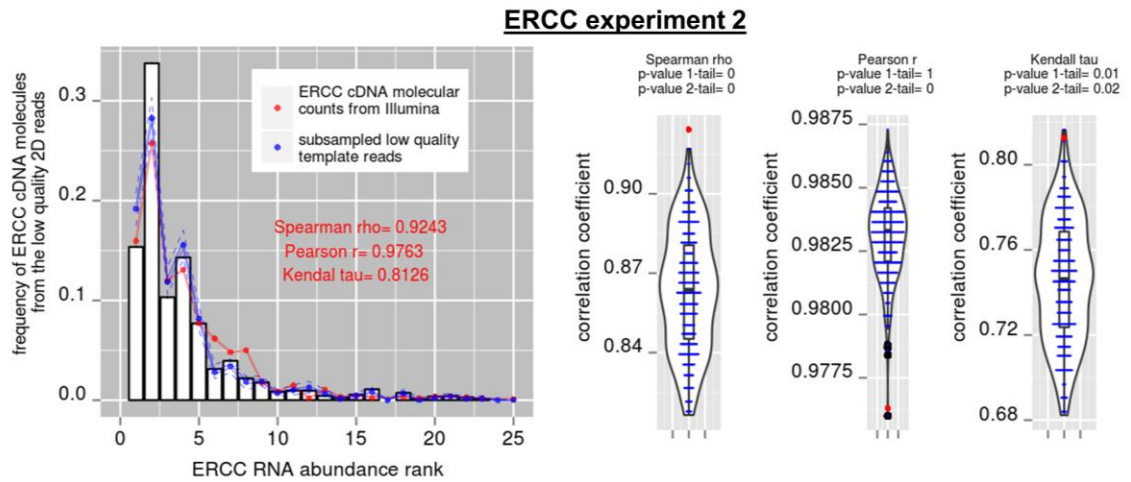 ERCC experiment 2
frequency of ERCC cDNA molecules
from the low quality 2D reads
0.3
0.2
0.1
0.0
ERCC cDNA molecular
counts from Illumina
subsampled low quality
template reads
Spearman rho= 0.9243
Pearson r= 0.9763
Kendal tau= 0.8126
0
5
10
15
20
25
ERCC RNA abundance rank
Spearman rho
p-value 1-tail= 0
p-value 2-tail= 0
correlation coefficient
0.90
0.87
0.84
Pearson r
p-value 1-tail= 1
p-value 2-tail= 0
correlation coefficient
0.9875
0.9850
0.9825
0.9800
0.9775
Kendall tau
p-value 1-tail= 0.01
p-value 2-tail= 0.02
correlation coefficient
0.80
0.76
0.72
0.68